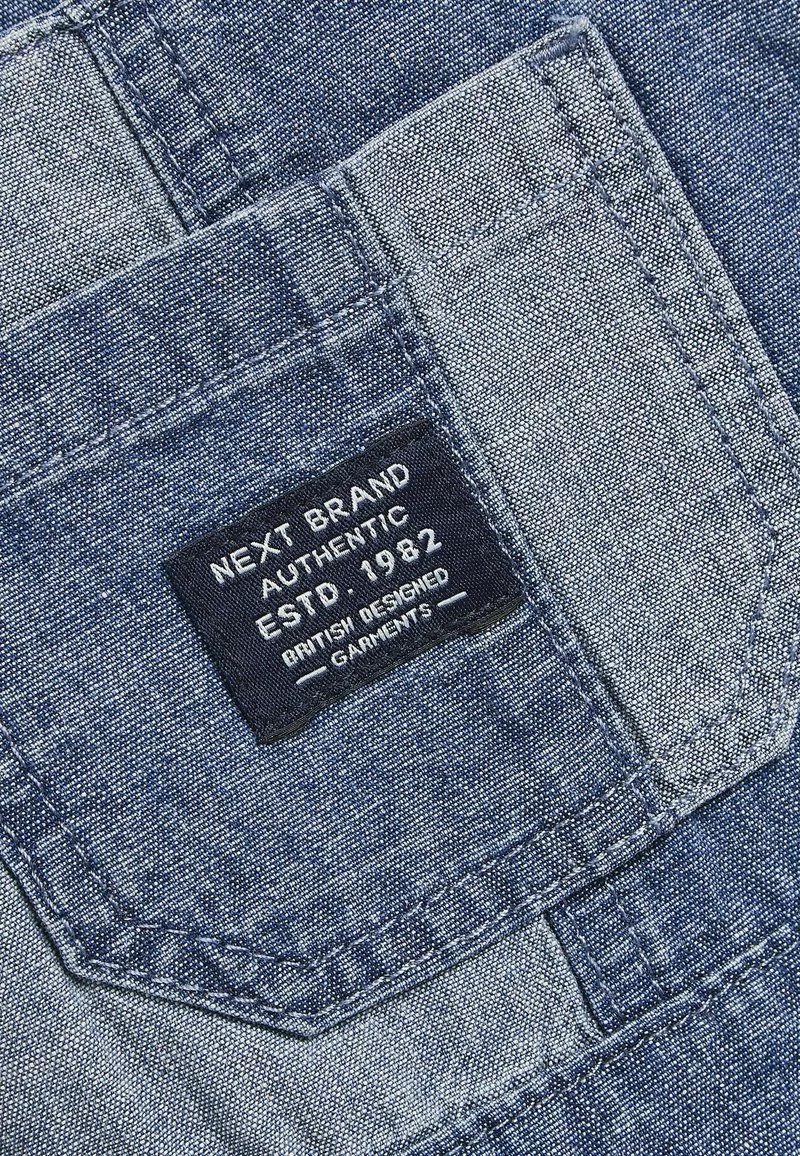 NEXT BRAND
AUTHENTIC
ESTD. 1982
BRITISH DESIGNED
— GARMENTS —